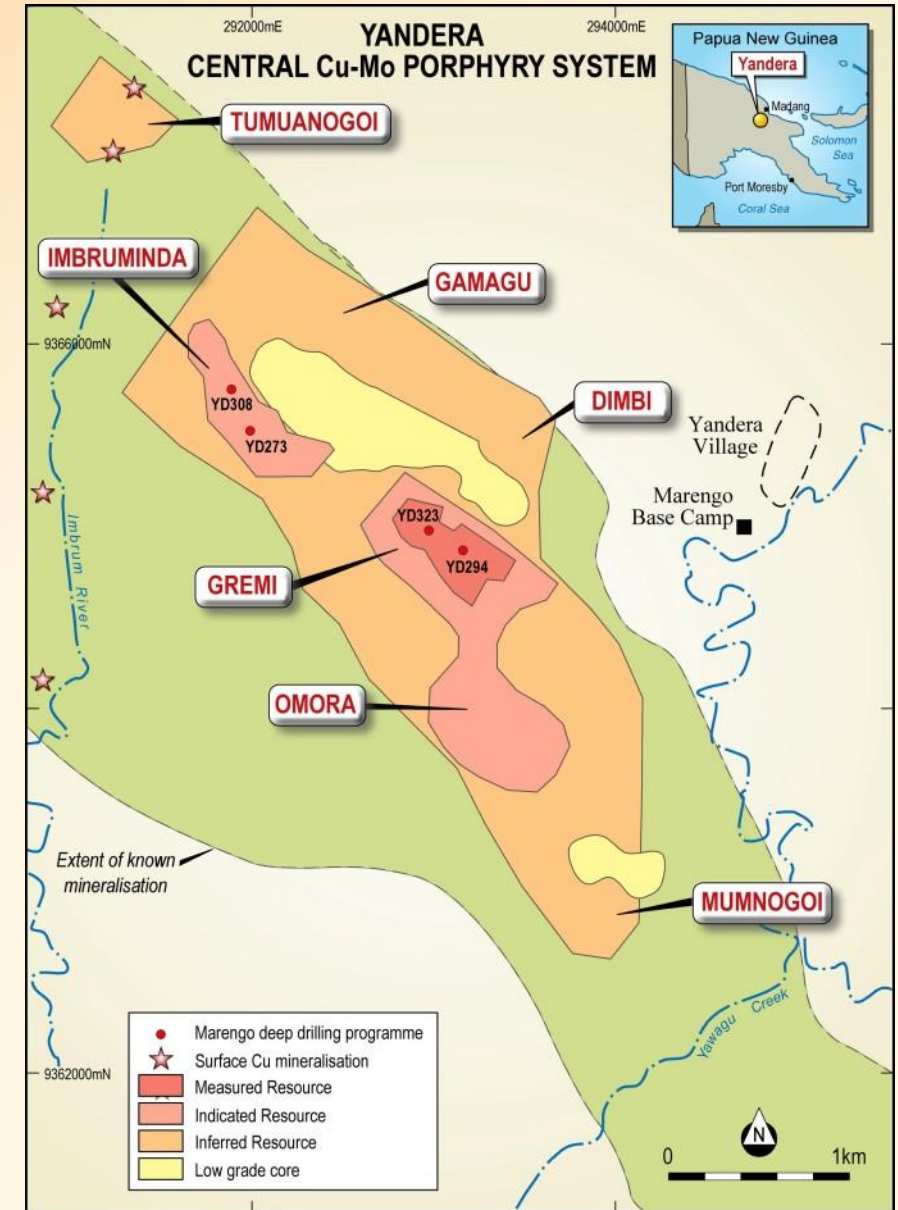 292000mE
294000mE
YANDERA
CENTRAL Cu-Mo PORPHYRY SYSTEM
Papua New Guinea
Yandera
Madang
Solomon
Sea
Port Moresby
Coral Sea
TUMUANOGOI
IMBRUMINDA
GAMAGU
9366000mN
DIMBI
YD308
YD273
Yandera
Village
Marengo
Base Camp
YD323
YD294
Imbrum River
GREMI
OMORA
Extent of known
mineralisation
MUMNOGOI
Yawagu Creek
Marengo deep drilling programme
Surface Cu mineralisation
9362000mN
Measured Resource
Indicated Resource
Inferred Resource
Low grade core
N
0 1km